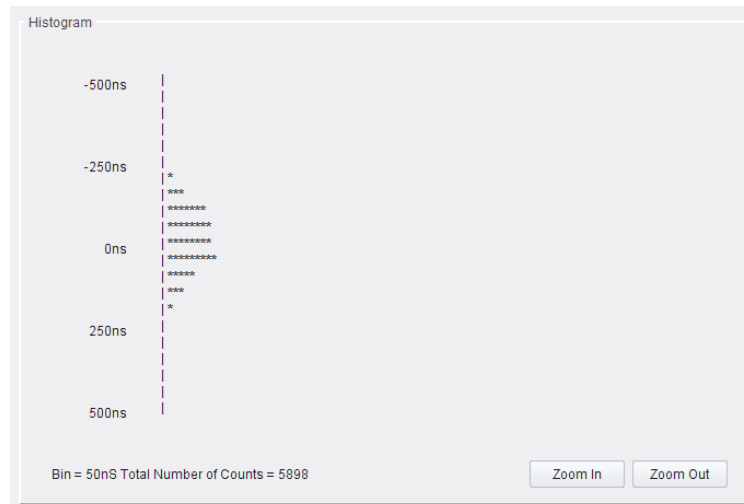 Histogram
-500ns
-250ns
*
***
*******
********
0ns
********
*********
*****
***
*
250ns
500ns
Bin = 50nS Total Number of Counts = 5898
Zoom In
Zoom Out